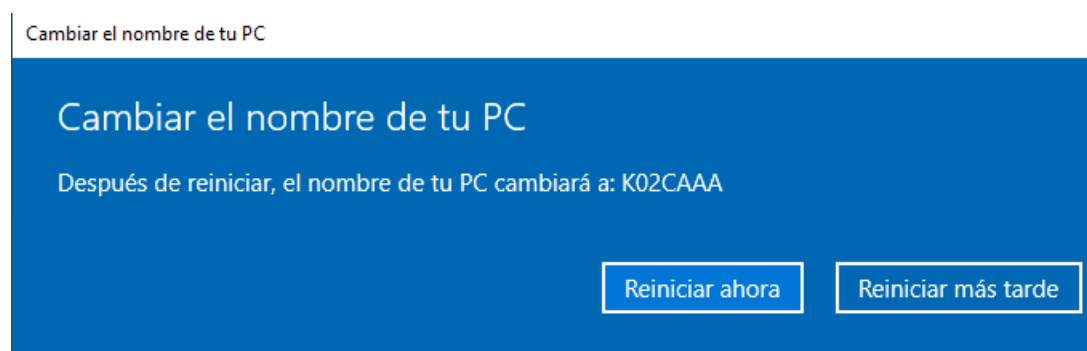 Cambiar el nombre de tu PC
Cambiar el nombre de tu PC
Después de reiniciar, el nombre de tu PC cambiará a: K02CAAA
Reiniciar ahora
Reiniciar más tarde